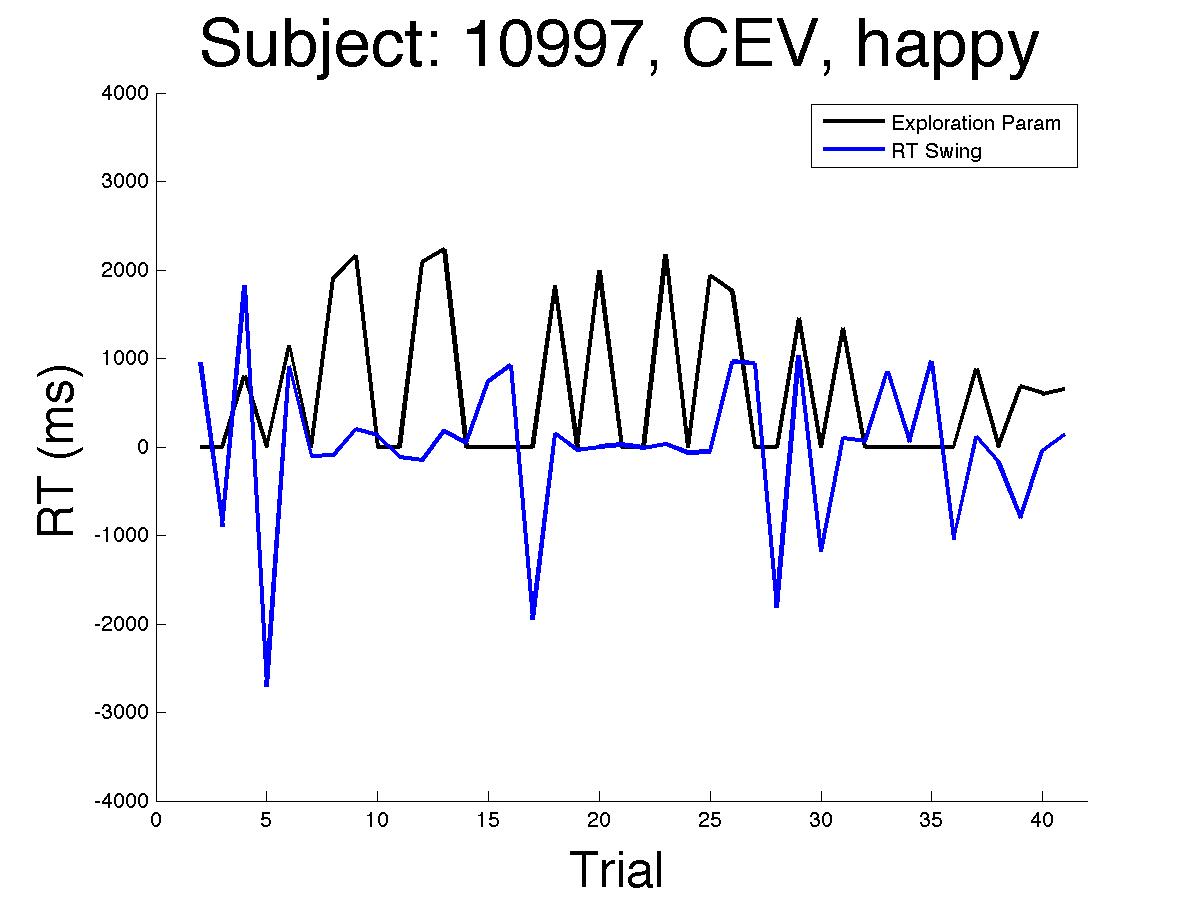 Subject: 10997, CEV, happy
4000
3000
2000
1000
0
-1000
-2000
-3000
-4000
RT (ms)
Exploration Param
RT Swing
0 5 10 15 20 25 30 35 40
Trial